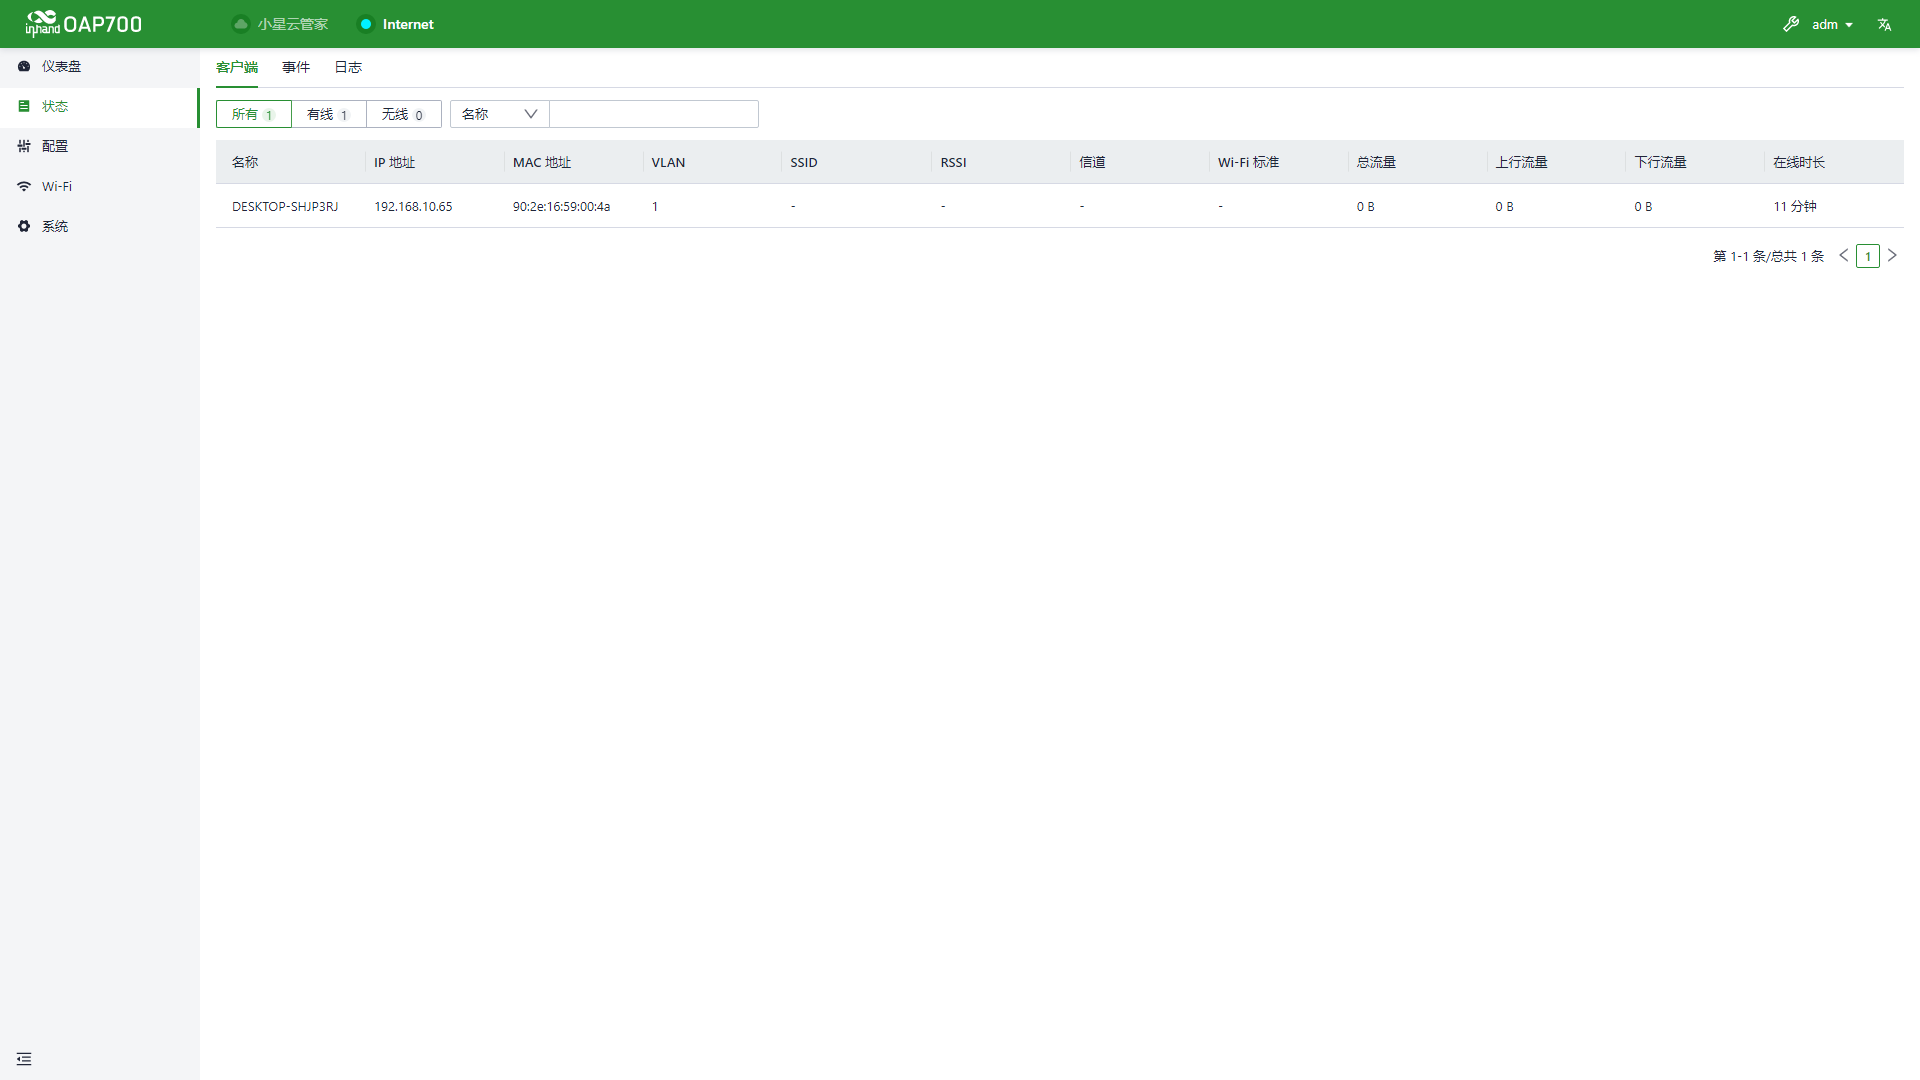 inhand OAP700 小星云管家 Internet adm
仪表盘
状态
配置
Wi-Fi
系统
客户端 事件 日志
所有 1 有线 1 无线 0 名称
名称 IP 地址 MAC 地址 VLAN SSID RSSI 信道 Wi-Fi 标准 总流量 上行流量 下行流量 在线时长
DESKTOP-SHJP3RJ 192.168.10.65 90:2e:16:59:00:4a 1 - - - - 0 B 0 B 0 B 11 分钟
第 1-1 条/总共 1 条 1